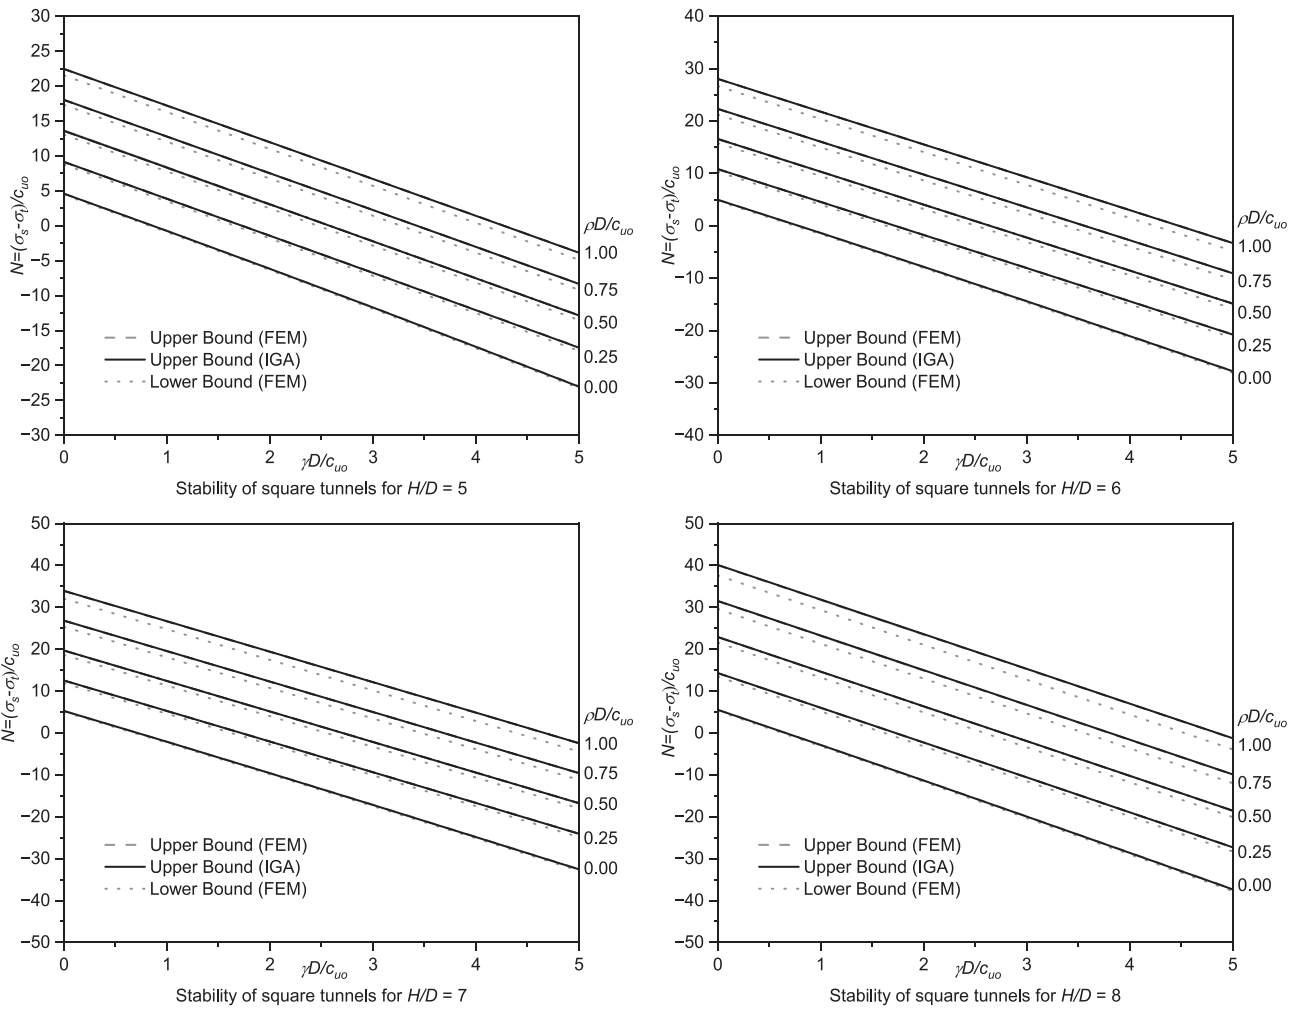 30
25
20
15
10
5
0
−5
−10
−15
−20
−25
−30
N=(σs-σt)/cuo
ρD/cuo
1.00
0.75
0.50
0.25
0.00
Upper Bound (FEM)
Upper Bound (IGA)
Lower Bound (FEM)
0 1 2 3 4 5
γD/cuo
Stability of square tunnels for H/D = 5
40
30
20
10
0
−10
−20
−30
−40
N=(σs-σt)/cuo
ρD/cuo
1.00
0.75
0.50
0.25
0.00
Upper Bound (FEM)
Upper Bound (IGA)
Lower Bound (FEM)
0 1 2 3 4 5
γD/cuo
Stability of square tunnels for H/D = 6
50
40
30
20
10
0
−10
−20
−30
−40
−50
N=(σs-σt)/cuo
ρD/cuo
1.00
0.75
0.50
0.25
0.00
Upper Bound (FEM)
Upper Bound (IGA)
Lower Bound (FEM)
0 1 2 3 4 5
γD/cuo
Stability of square tunnels for H/D = 7
50
40
30
20
10
0
−10
−20
−30
−40
−50
N=(σs-σt)/cuo
ρD/cuo
1.00
0.75
0.50
0.25
0.00
Upper Bound (FEM)
Upper Bound (IGA)
Lower Bound (FEM)
0 1 2 3 4 5
γD/cuo
Stability of square tunnels for H/D = 8